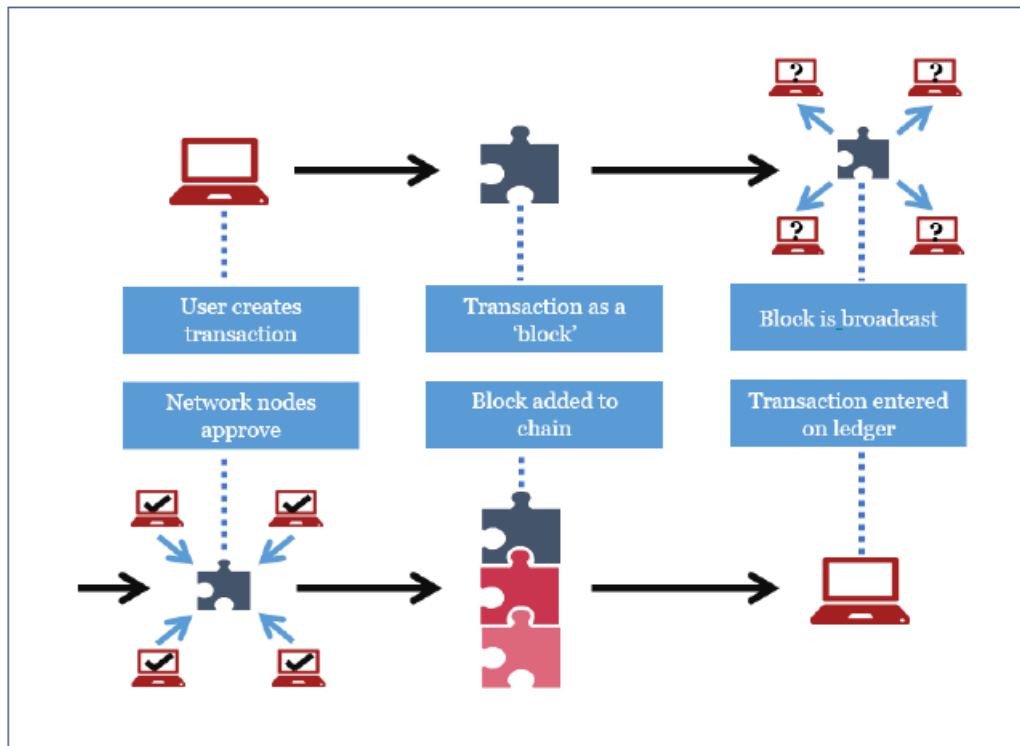 ?
?
?
?
User creates
transaction
Transaction as a
‘block’
Block is broadcast
Network nodes
approve
Block added to
chain
Transaction entered
on ledger